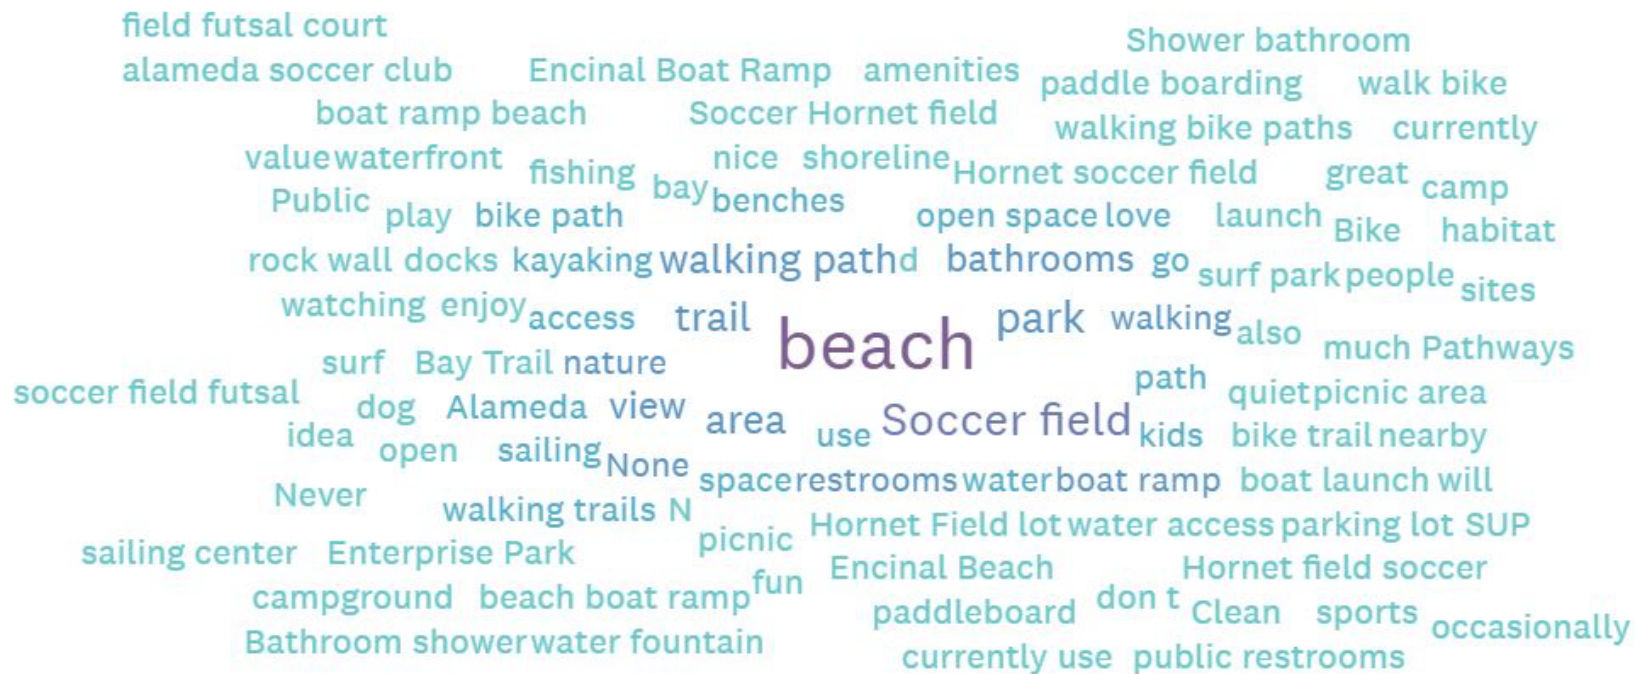 field futsal court
Shower bathroom
alameda soccer club Encinal Boat Ramp amenities
paddle boarding walk bike
boat ramp beach Soccer Hornet field
walking bike paths currently
value waterfront fishing nice shoreline Hornet soccer field great camp
Public play bike path bay benches open space love launch Bike habitat
rock wall docks kayaking walking path d bathrooms go surf park people sites
watching enjoy access trail beach park walking also much Pathways
surf Bay Trail nature path
soccer field futsal dog Alameda view area use Soccer field kids quiet picnic area
idea open sailing None bike trail nearby
Never space restrooms water boat ramp boat launch will
walking trails N picnic Hornet Field lot water access parking lot SUP
sailing center Enterprise Park fun Encinal Beach Hornet field soccer
campground beach boat ramp paddleboard don t Clean sports occasionally
Bathroom shower water fountain
currently use public restrooms